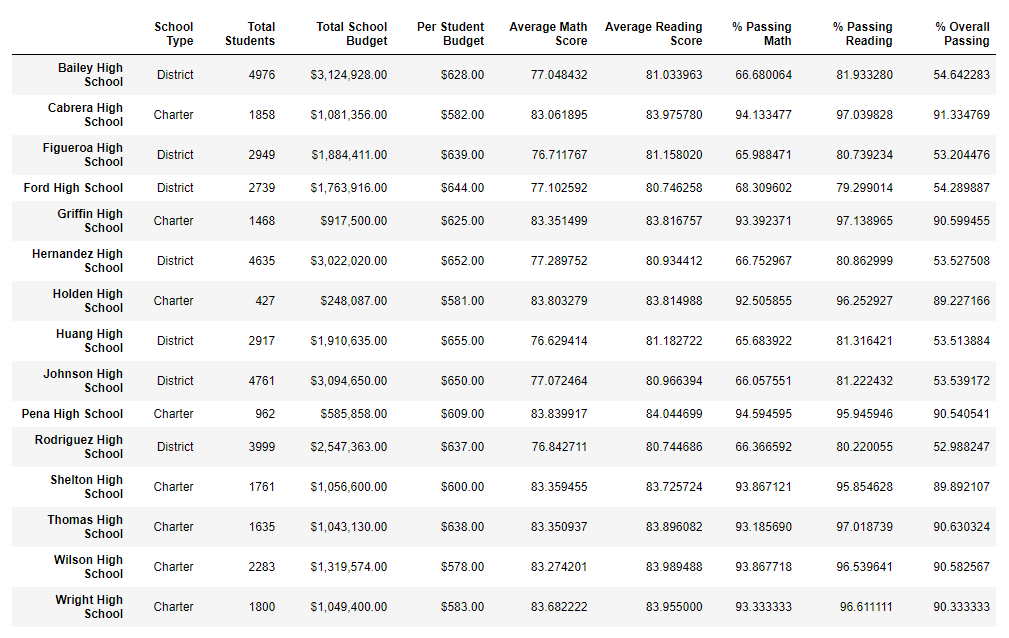 School Type Total Students Total School Budget Per Student Budget Average Math Score Average Reading Score % Passing Math % Passing Reading % Overall Passing
Bailey High School District 4976 $3,124,928.00 $628.00 77.048432 81.033963 66.680064 81.933280 54.642283
Cabrera High School Charter 1858 $1,081,356.00 $582.00 83.061895 83.975780 94.133477 97.039828 91.334769
Figueroa High School District 2949 $1,884,411.00 $639.00 76.711767 81.158020 65.988471 80.739234 53.204476
Ford High School District 2739 $1,763,916.00 $644.00 77.102592 80.746258 68.309602 79.299014 54.289887
Griffin High School Charter 1468 $917,500.00 $625.00 83.351499 83.816757 93.392371 97.138965 90.599455
Hernandez High School District 4635 $3,022,020.00 $652.00 77.289752 80.934412 66.752967 80.862999 53.527508
Holden High School Charter 427 $248,087.00 $581.00 83.803279 83.814988 92.505855 96.252927 89.227166
Huang High School District 2917 $1,910,635.00 $655.00 76.629414 81.182722 65.683922 81.316421 53.513884
Johnson High School District 4761 $3,094,650.00 $650.00 77.072464 80.966394 66.057551 81.222432 53.539172
Pena High School Charter 962 $585,858.00 $609.00 83.839917 84.044699 94.594595 95.945946 90.540541
Rodriguez High School District 3999 $2,547,363.00 $637.00 76.842711 80.744686 66.366592 80.220055 52.988247
Shelton High School Charter 1761 $1,056,600.00 $600.00 83.359455 83.725724 93.867121 95.854628 89.892107
Thomas High School Charter 1635 $1,043,130.00 $638.00 83.350937 83.896082 93.185690 97.018739 90.630324
Wilson High School Charter 2283 $1,319,574.00 $578.00 83.274201 83.989488 93.867718 96.539641 90.582567
Wright High School Charter 1800 $1,049,400.00 $583.00 83.682222 83.955000 93.333333 96.611111 90.333333